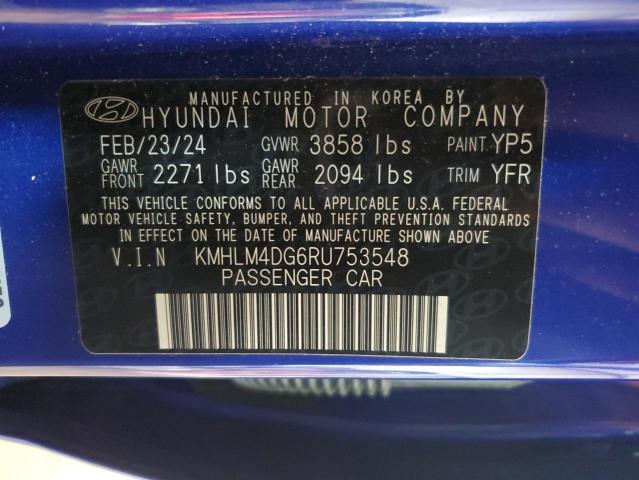 MANUFACTURED IN KOREA BY
HYUNDAI MOTOR COMPANY
FEB/23/24 GVWR 3858 lbs PAINT YP5
GAWR FRONT 2271 lbs GAWR REAR 2094 lbs TRIM YFR
THIS VEHICLE CONFORMS TO ALL APPLICABLE U.S.A. FEDERAL
MOTOR VEHICLE SAFETY, BUMPER, AND THEFT PREVENTION STANDARDS
IN EFFECT ON THE DATE OF MANUFACTURE SHOWN ABOVE
V.I.N KMHLM4DG6RU753548
PASSENGER CAR